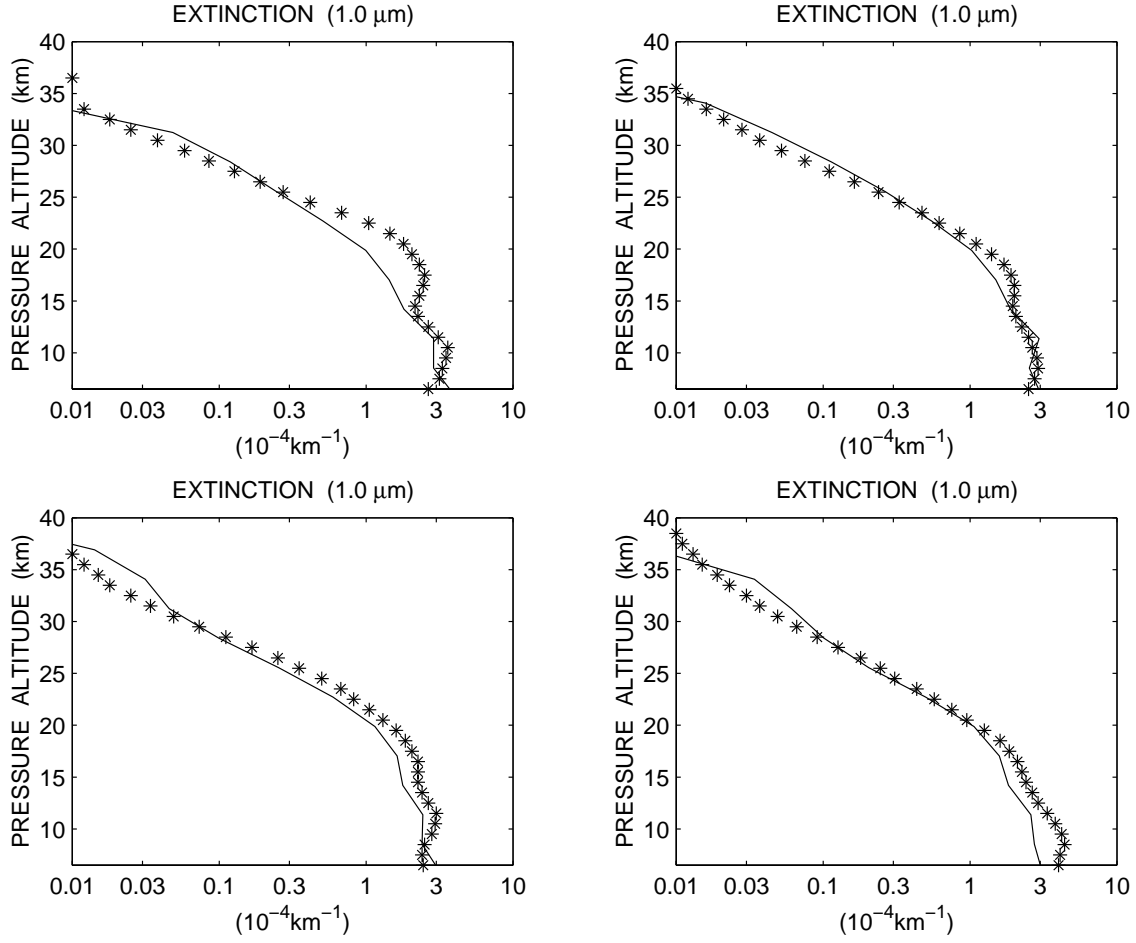 EXTINCTION (1.0 μm)
PRESSURE ALTITUDE (km)
40
35
30
25
20
15
10
0.01 0.03 0.1 0.3 1 3 10
(10⁻⁴km⁻¹)
EXTINCTION (1.0 μm)
PRESSURE ALTITUDE (km)
40
35
30
25
20
15
10
0.01 0.03 0.1 0.3 1 3 10
(10⁻⁴km⁻¹)
EXTINCTION (1.0 μm)
PRESSURE ALTITUDE (km)
40
35
30
25
20
15
10
0.01 0.03 0.1 0.3 1 3 10
(10⁻⁴km⁻¹)
EXTINCTION (1.0 μm)
PRESSURE ALTITUDE (km)
40
35
30
25
20
15
10
0.01 0.03 0.1 0.3 1 3 10
(10⁻⁴km⁻¹)